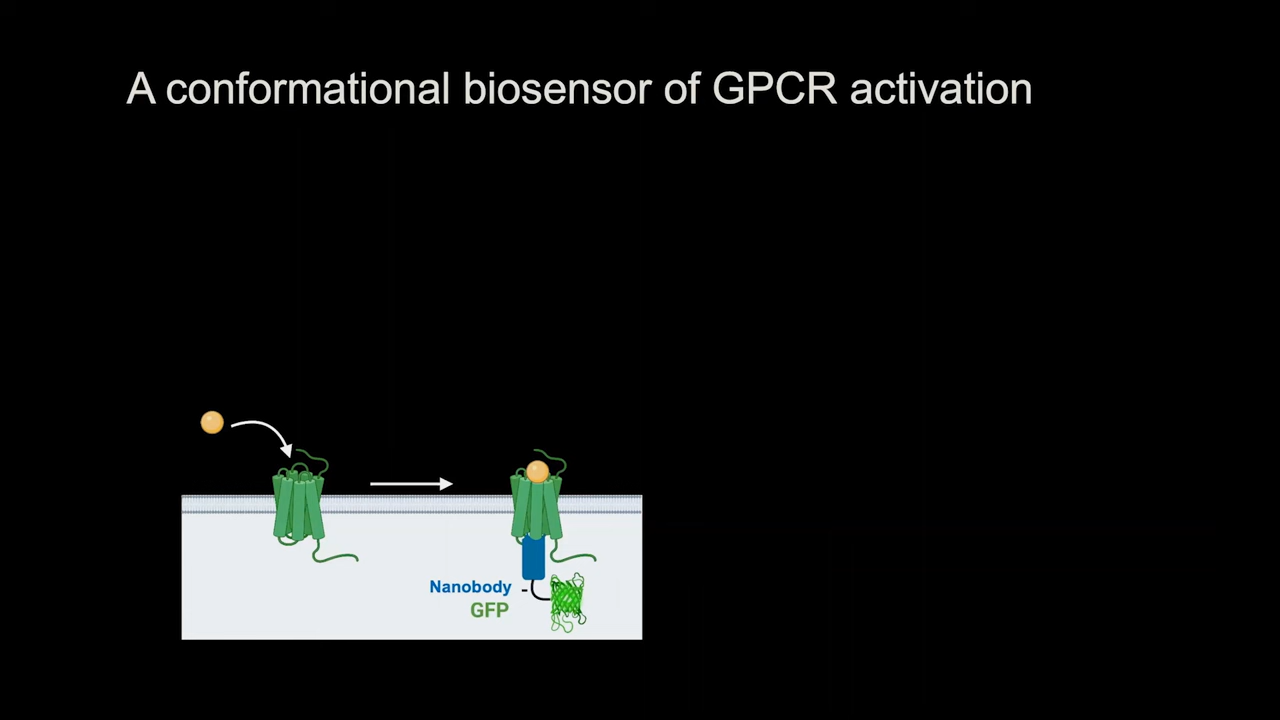 A conformational biosensor of GPCR activation
Nanobody -
GFP